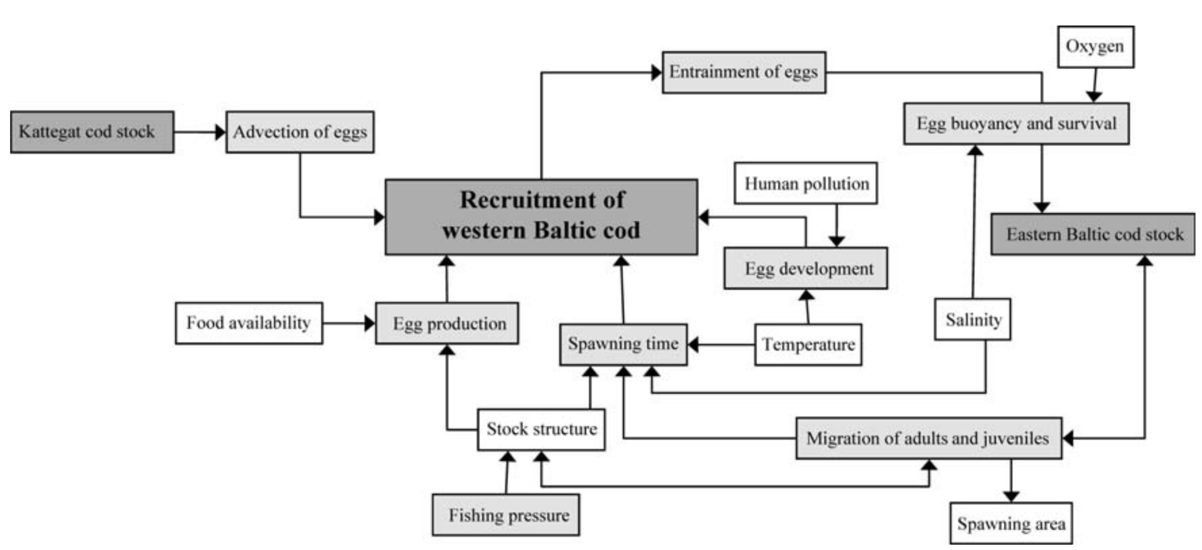 Oxygen
Entrainment of eggs
Kattegat cod stock
Advection of eggs
Egg buoyancy and survival
Human pollution
Recruitment of
western Baltic cod
Eastern Baltic cod stock
Egg development
Food availability
Egg production
Salinity
Spawning time
Temperature
Stock structure
Migration of adults and juveniles
Fishing pressure
Spawning area